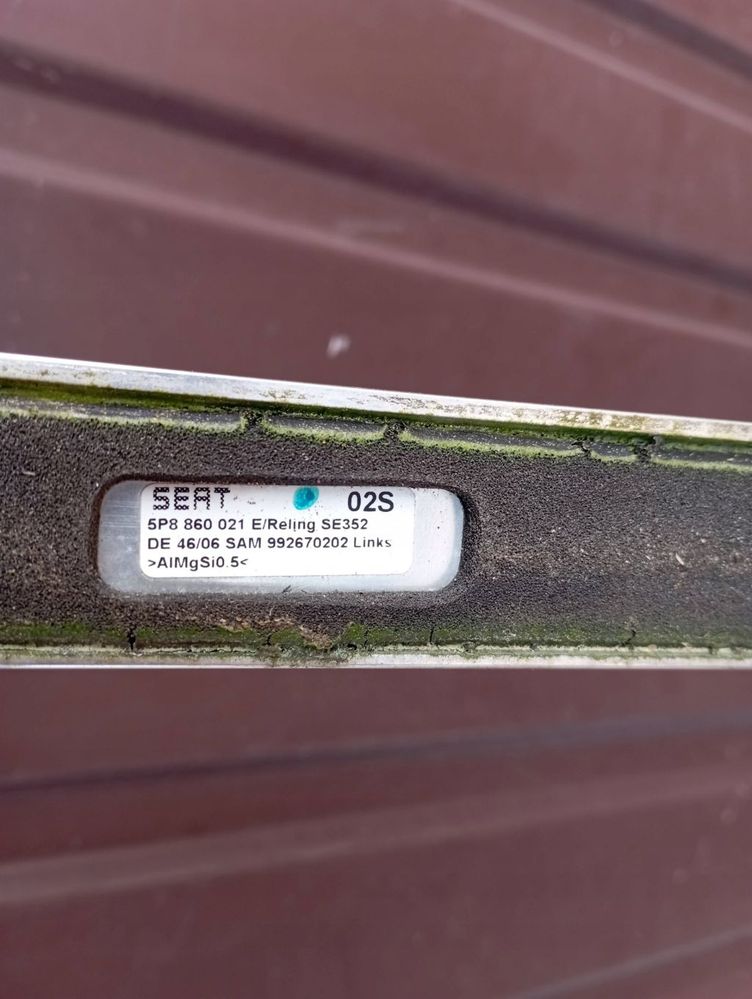 SEAT 02S
5P8 860 021 E/Reling SE352
DE 46/06 SAM 992670202 Links
>AlMgSi0.5<